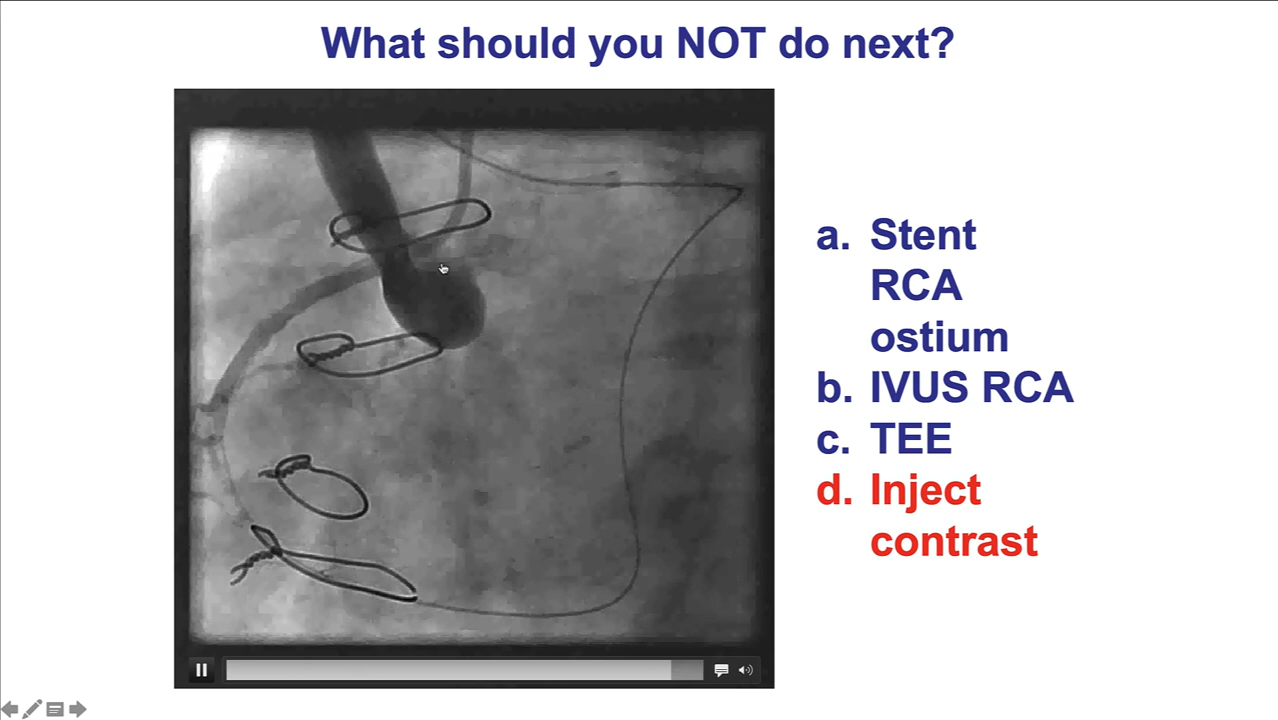 What should you NOT do next?
a. Stent
RCA
ostium
b. IVUS RCA
c. TEE
d. Inject
contrast